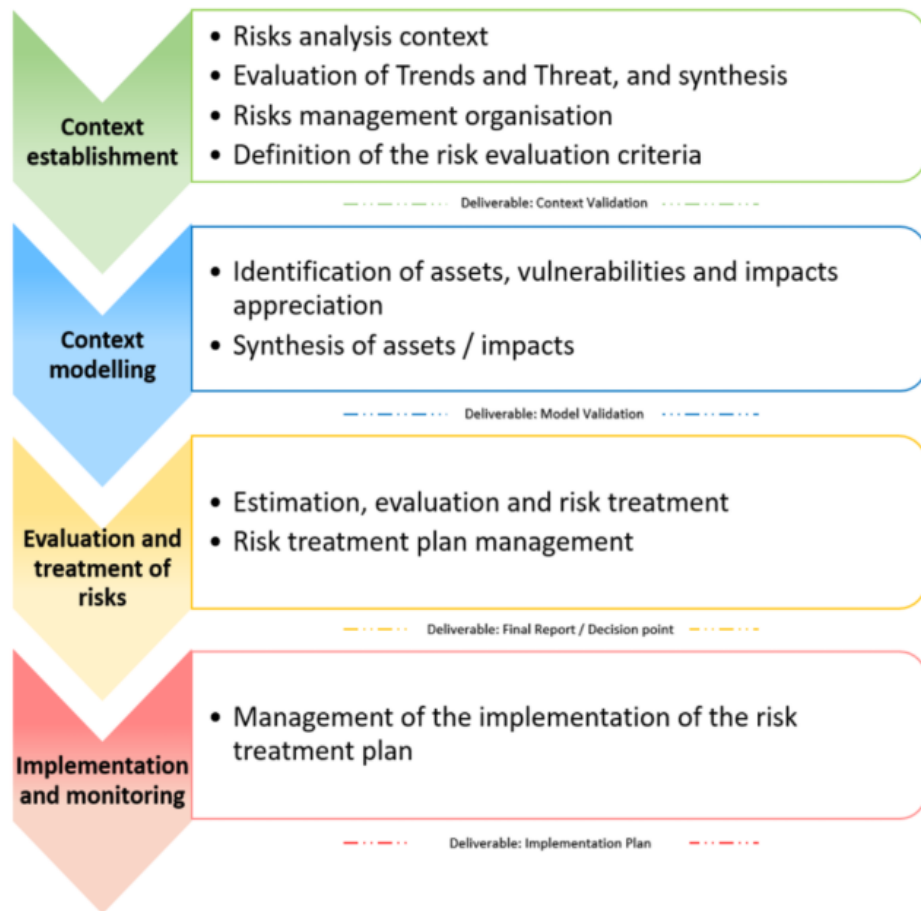 Context
establishment
• Risks analysis context
• Evaluation of Trends and Threat, and synthesis
• Risks management organisation
• Definition of the risk evaluation criteria
Deliverable: Context Validation
Context
modelling
• Identification of assets, vulnerabilities and impacts
appreciation
• Synthesis of assets / impacts
Deliverable: Model Validation
Evaluation and
treatment of
risks
• Estimation, evaluation and risk treatment
• Risk treatment plan management
Deliverable: Final Report / Decision point
Implementation
and monitoring
• Management of the implementation of the risk
treatment plan
Deliverable: Implementation Plan